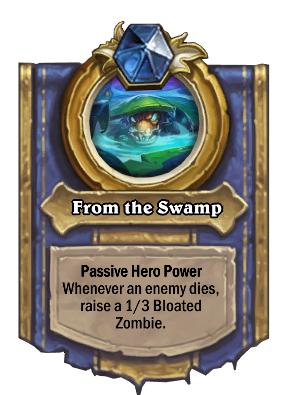 From the Swamp
Passive Hero Power
Whenever an enemy dies,
raise a 1/3 Bloated
Zombie.